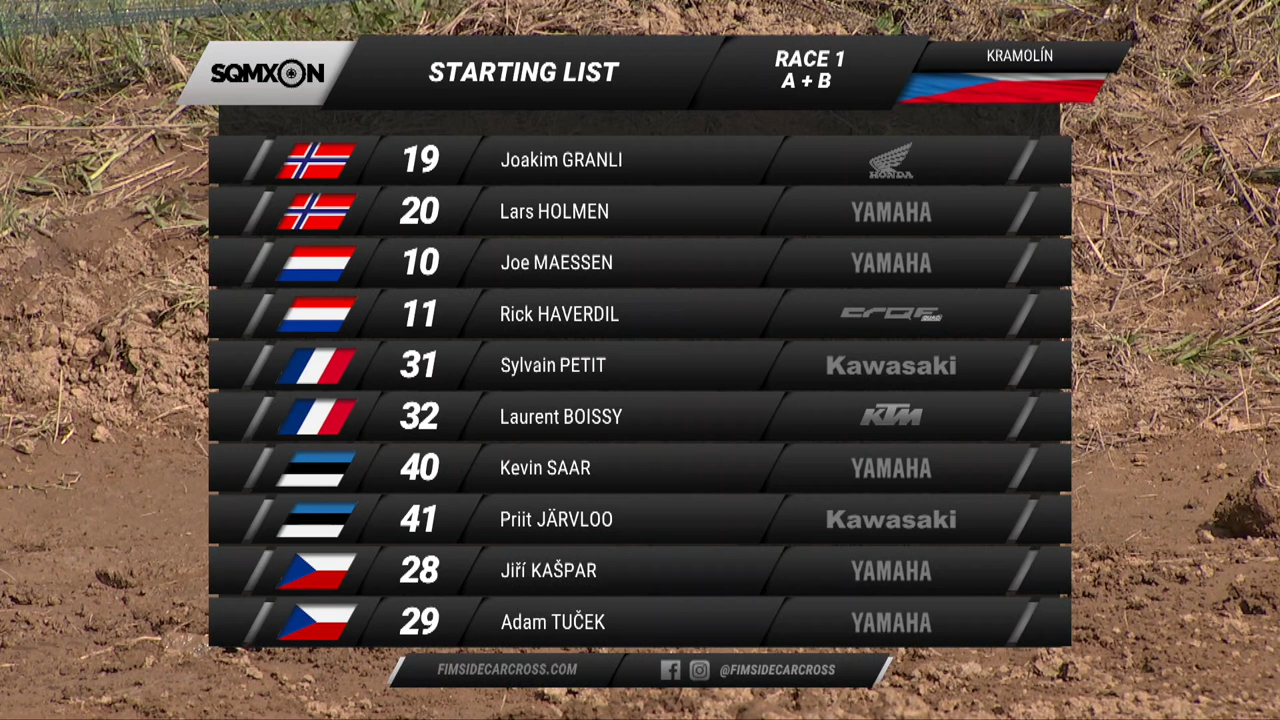 SQMXON
STARTING LIST
RACE 1
A + B
KRAMOLÍN
19 Joakim GRANLI HONDA
20 Lars HOLMEN YAMAHA
10 Joe MAESSEN YAMAHA
11 Rick HAVERDIL CRQF QUAD
31 Sylvain PETIT Kawasaki
32 Laurent BOISSY KTM
40 Kevin SAAR YAMAHA
41 Priit JÄRVLOO Kawasaki
28 Jiří KAŠPAR YAMAHA
29 Adam TUČEK YAMAHA
FIMSIDECARCROSS.COM @FIMSIDECARCROSS